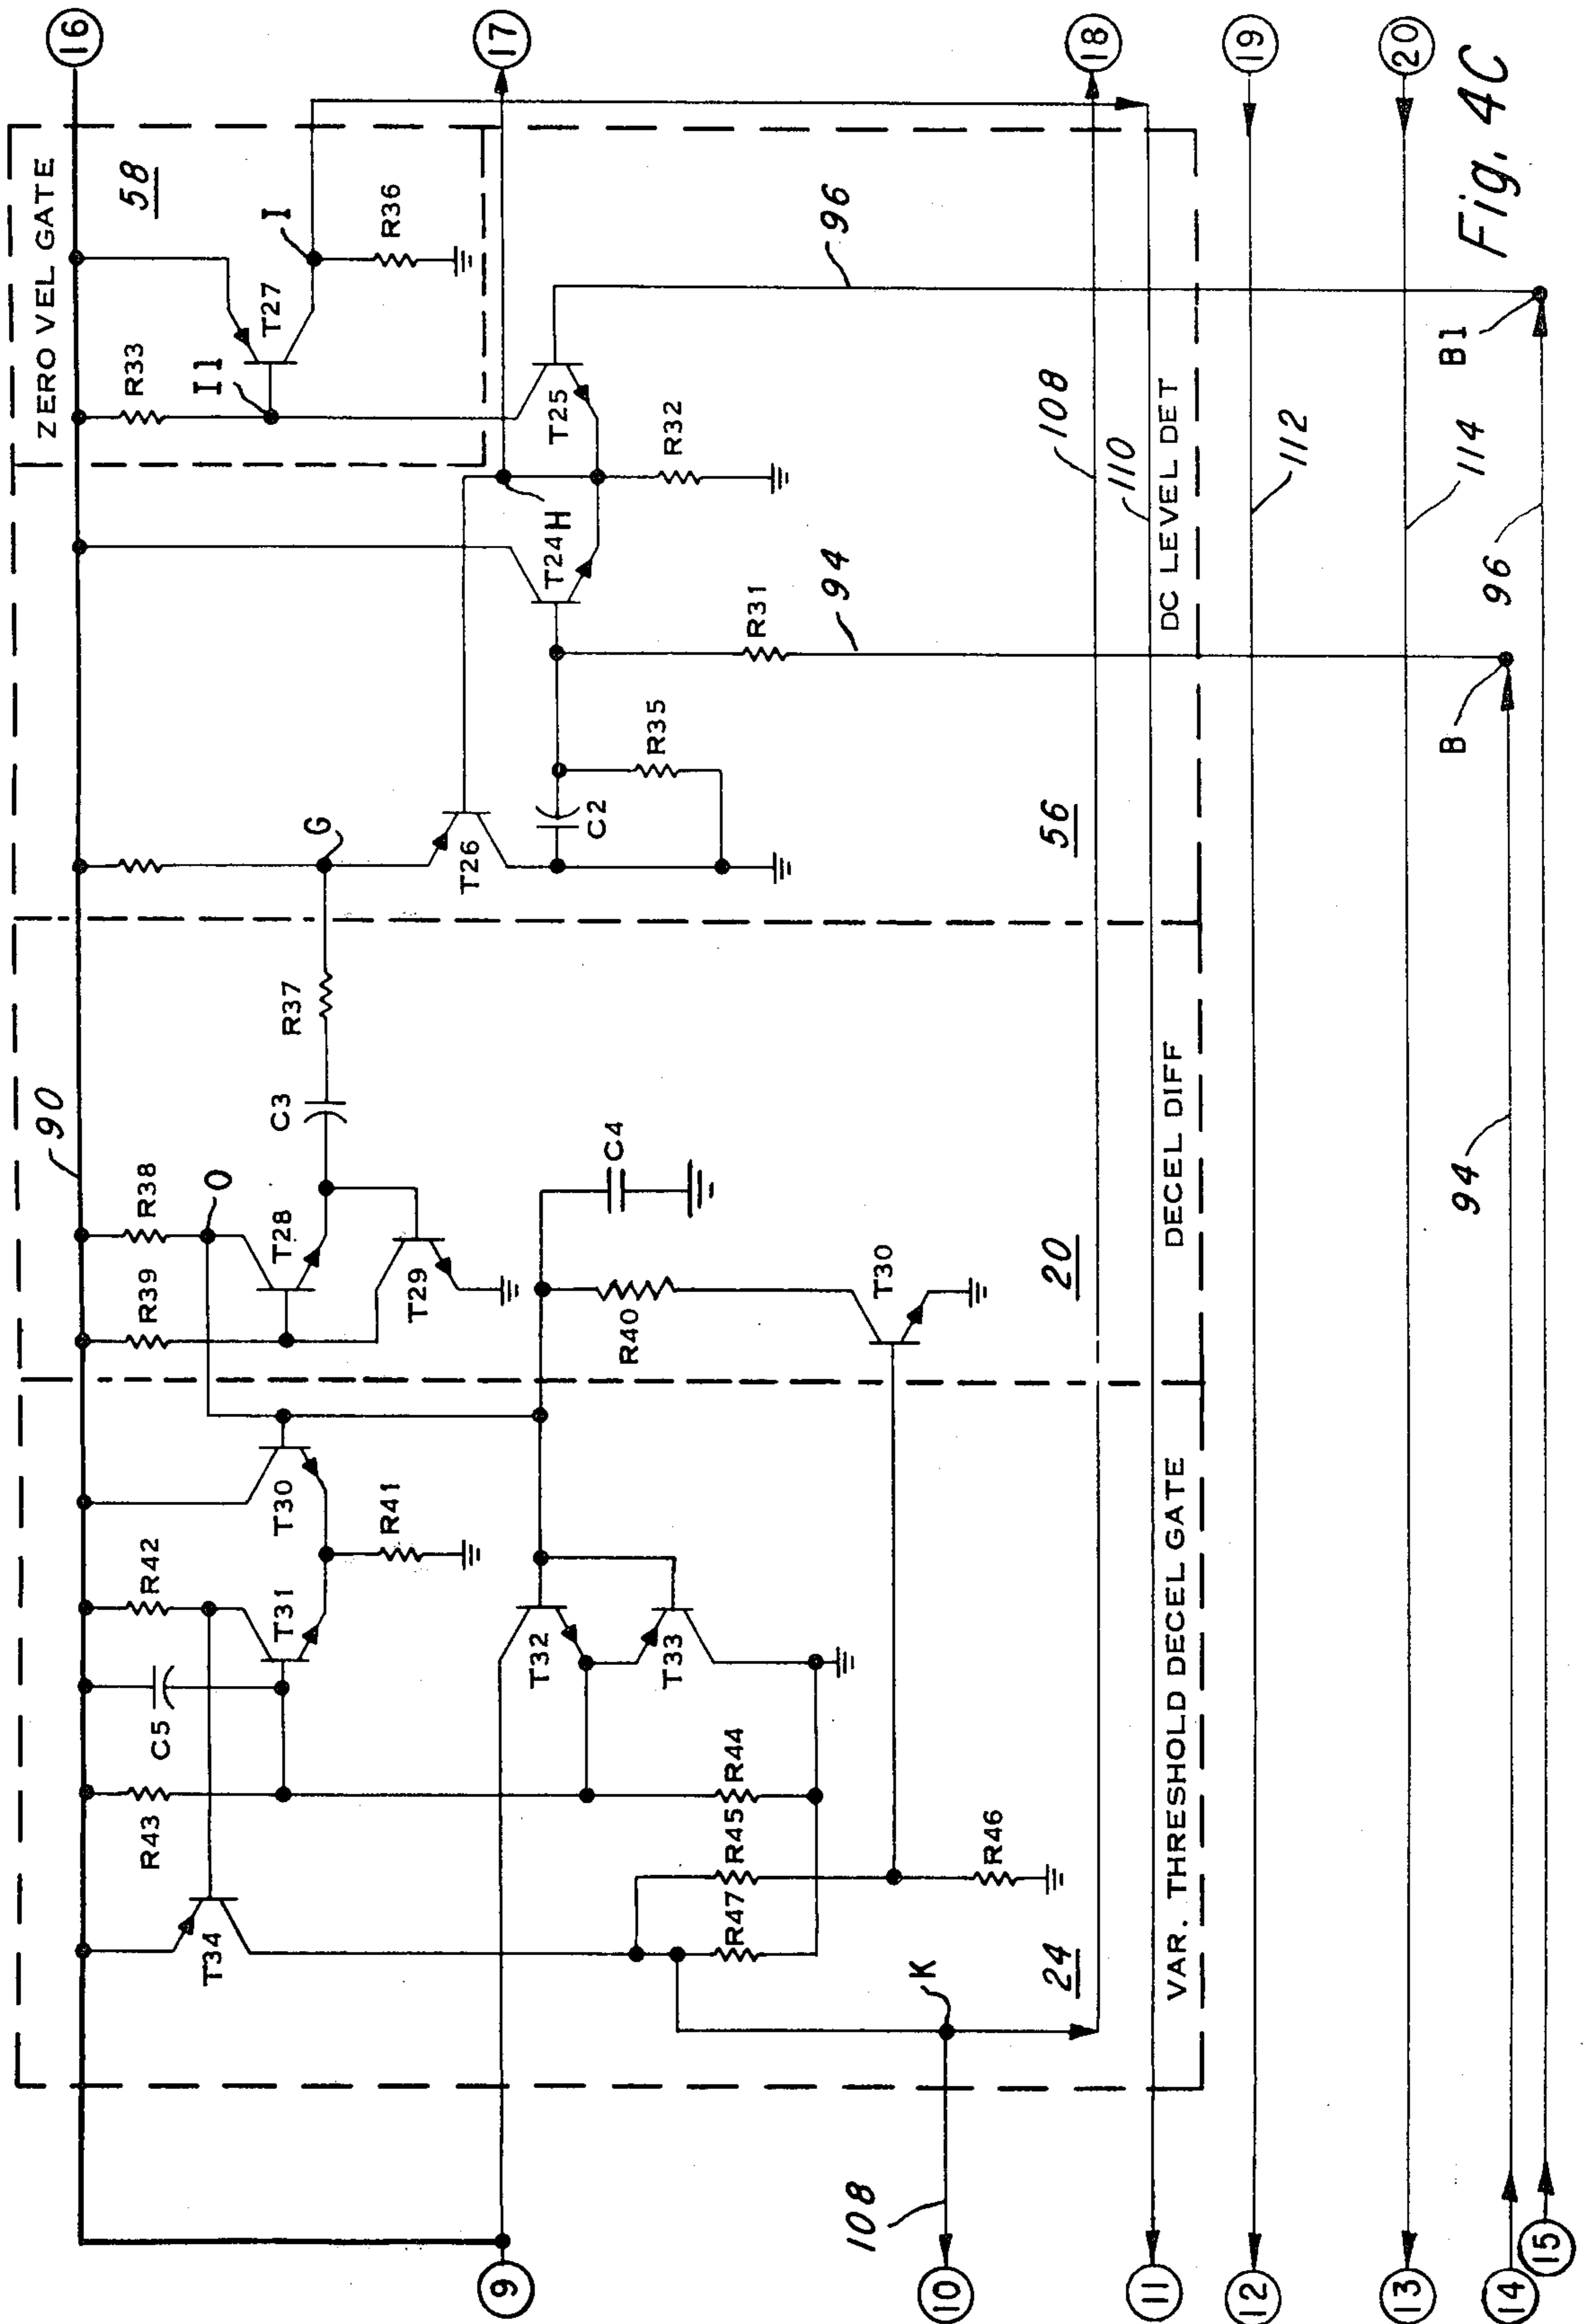 16
17
18
19
20
Fig. 4C
ZERO VEL GATE
58
I
R36
T27
R33
I1
96
B1
T25
H
R32
T24
108
110
DC LEVEL DET
112
114
96
R31
94
B
R35
C2
T26
G
56
R37
C3
90
R38
O
R39
T28
T29
C4
R40
T30
20
DECEL DIFF
94
T30
R41
R42
T31
C5
R43
T32
T33
R44
R45
R47
R46
T34
K
24
VAR. THRESHOLD DECEL GATE
108
9
10
11
12
13
14
15